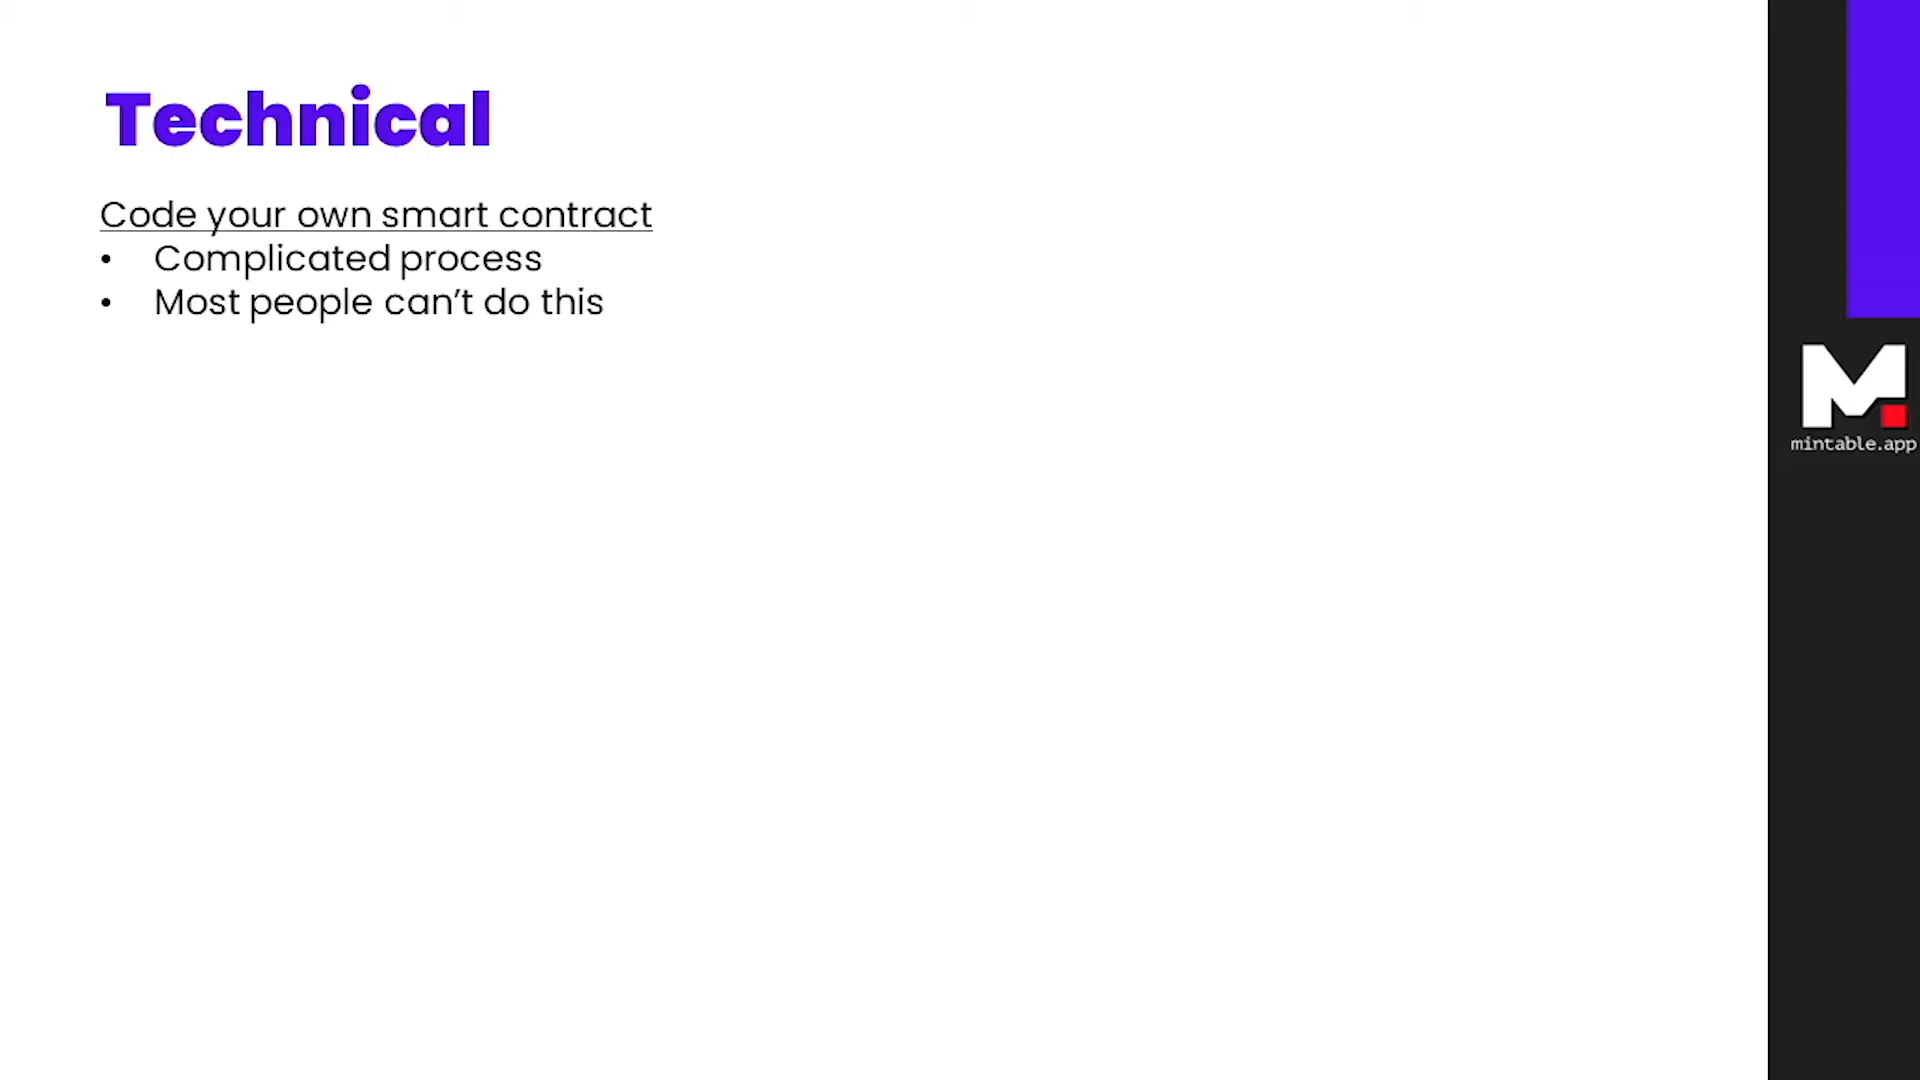 Technical
Code your own smart contract
• Complicated process
• Most people can’t do this
M.
mintable.app